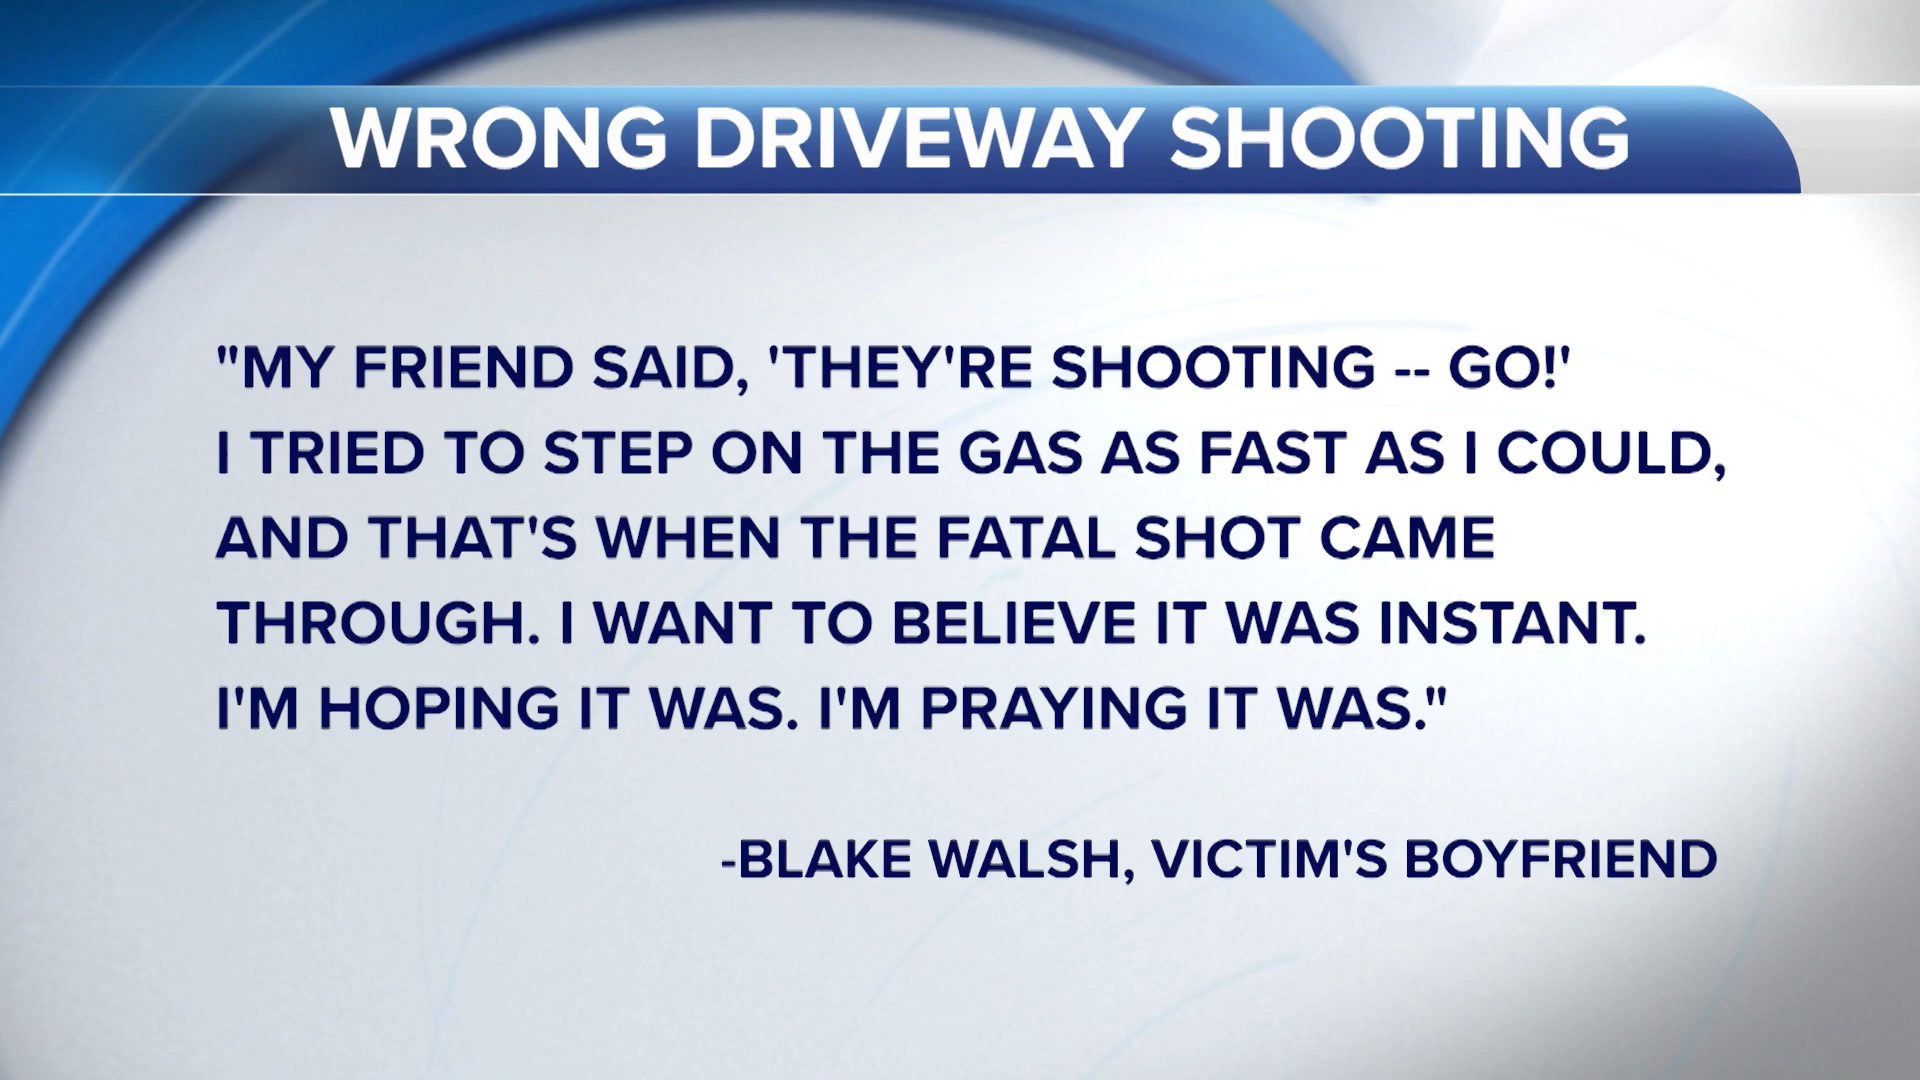 WRONG DRIVEWAY SHOOTING
"MY FRIEND SAID, 'THEY'RE SHOOTING -- GO!'
I TRIED TO STEP ON THE GAS AS FAST AS I COULD,
AND THAT'S WHEN THE FATAL SHOT CAME
THROUGH. I WANT TO BELIEVE IT WAS INSTANT.
I'M HOPING IT WAS. I'M PRAYING IT WAS."
-BLAKE WALSH, VICTIM'S BOYFRIEND